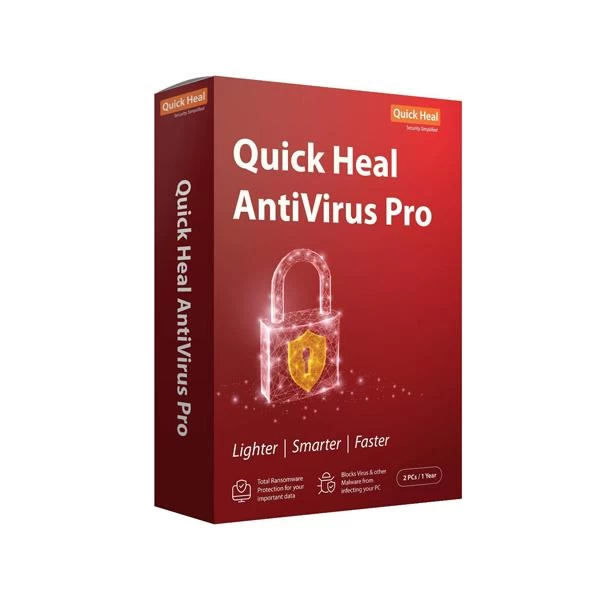 Quick Heal
Security Simplified
Quick Heal AntiVirus Pro
Quick Heal
Security Simplified
Quick Heal
AntiVirus Pro
Lighter | Smarter | Faster
Total Ransomware
Protection for your
important data
Blocks Virus & other
Malware from
infecting your PC
2 PCs / 1 Year